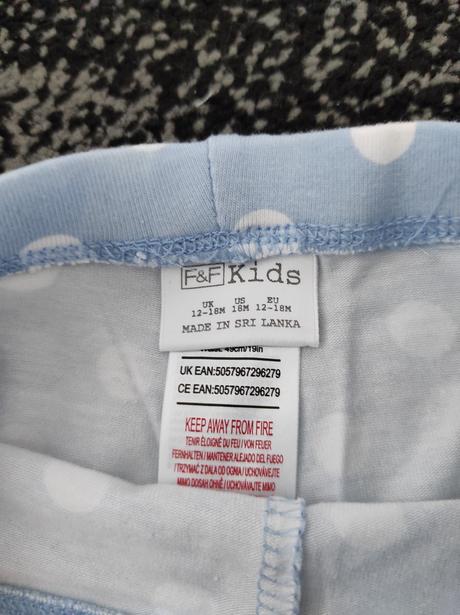 F&F Kids
UK US EU
12-18M 18M 12-18M
MADE IN SRI LANKA
49cm/19in
UK EAN:5057967296279
CE EAN:5057967296279
KEEP AWAY FROM FIRE
TENIR ÉLOIGNÉ DU FEU / VON FEUER
FERNHALTEN / MANTENER ALEJADO DEL FUEGO
/ TRZYMAĆ Z DALA OD OGNIA / UCHOVÁVEJTE
MIMO DOSAH OHNĚ / UCHOVÁVAJTE MIMO